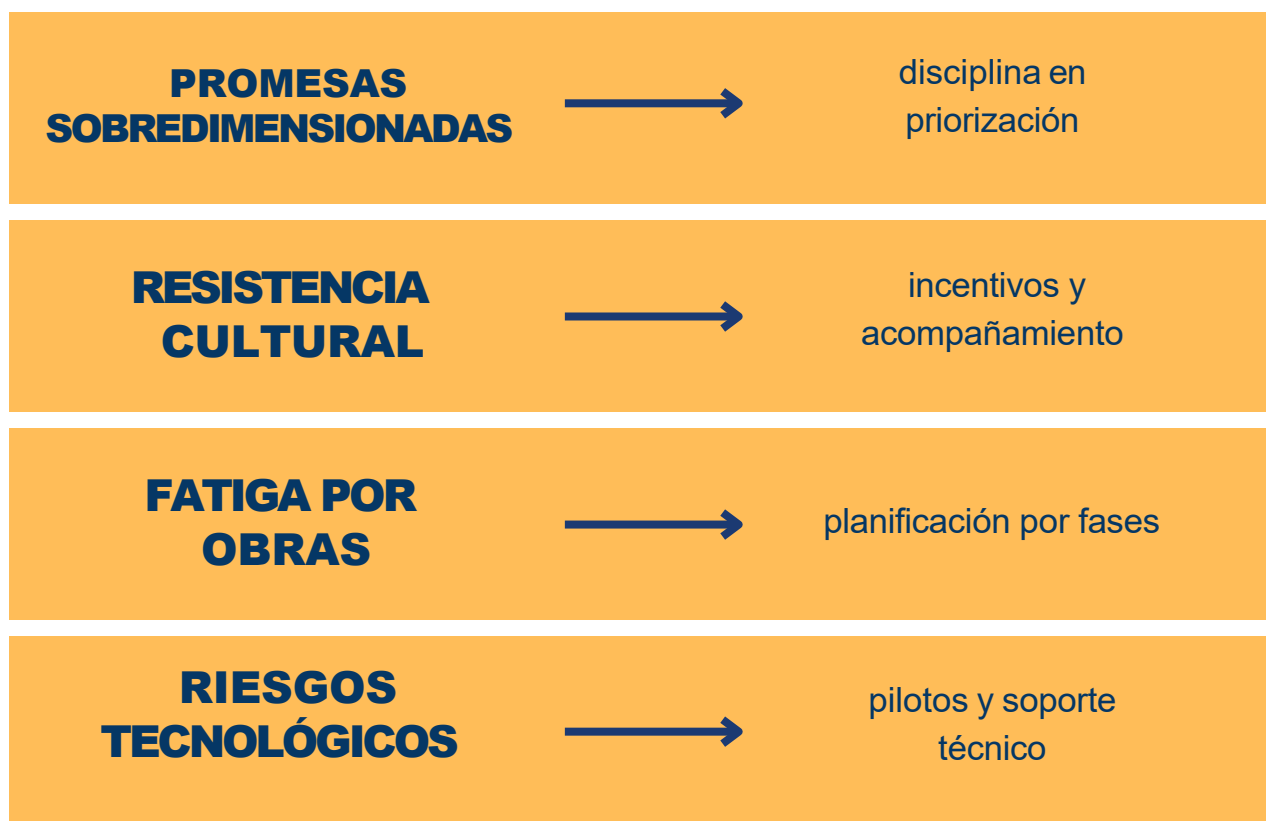 PROMESAS
SOBREDIMENSIONADAS
disciplina en
priorización
RESISTENCIA
CULTURAL
incentivos y
acompañamiento
FATIGA POR
OBRAS
planificación por fases
RIESGOS
TECNOLÓGICOS
pilotos y soporte
técnico